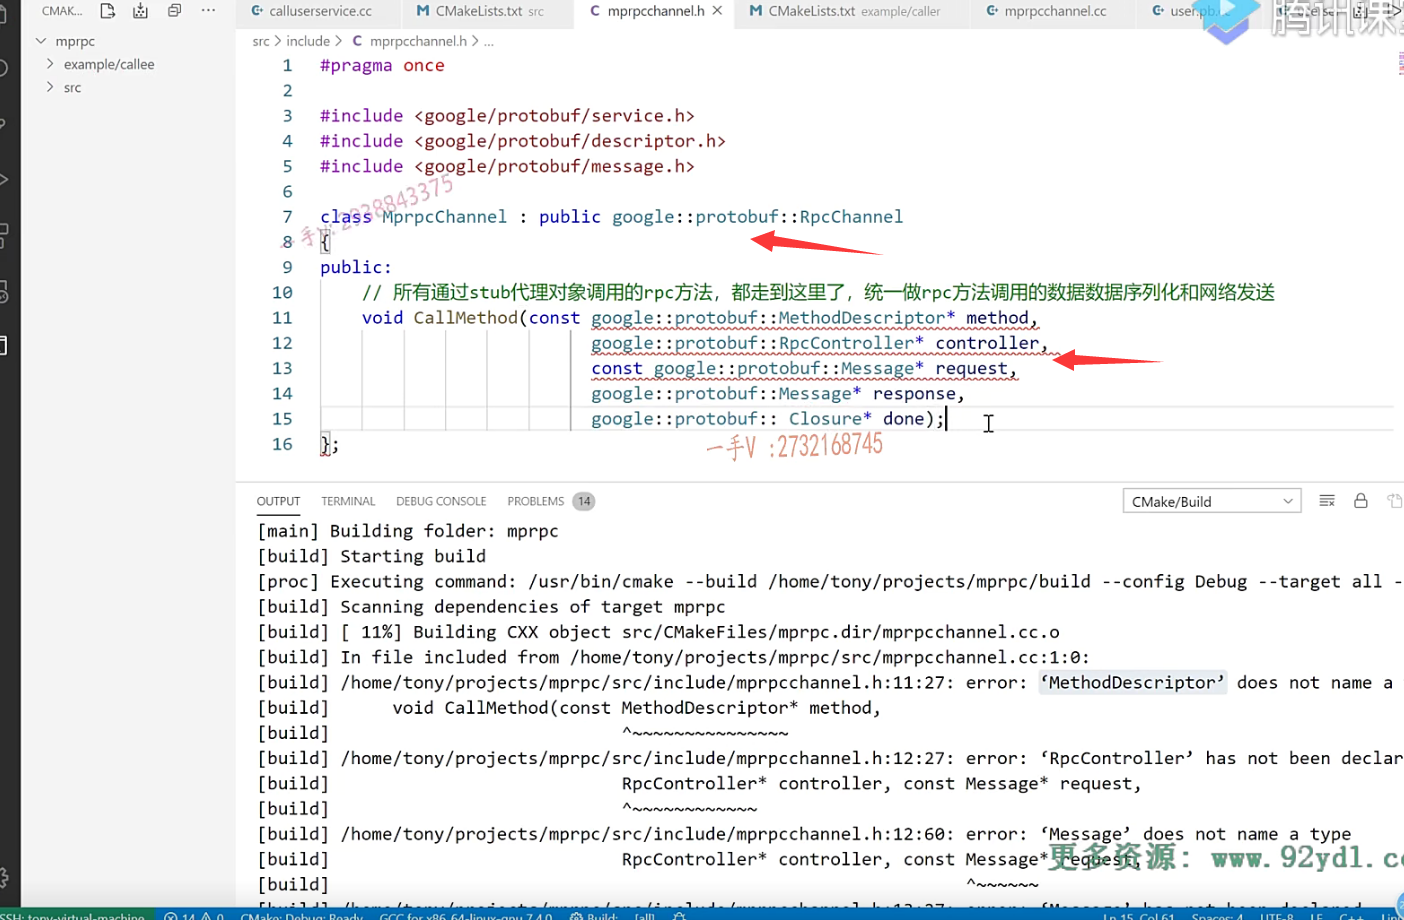 CMAK... ...
calluserservice.cc
CMakeLists.txt src
mprpcchannel.h
CMakeLists.txt example/caller
mprpcchannel.cc
腾讯课
mprpc
example/callee
src
src > include > C mprpcchannel.h > ...
1 #pragma once
2
3 #include <google/protobuf/service.h>
4 #include <google/protobuf/descriptor.h>
5 #include <google/protobuf/message.h>
6
7 class MprpcChannel : public google::protobuf::RpcChannel
8 {
9 public:
10 // 所有通过stub代理对象调用的rpc方法，都走到这里了，统一做rpc方法调用的数据数据序列化和网络发送
11 void CallMethod(const google::protobuf::MethodDescriptor* method,
12 google::protobuf::RpcController* controller,
13 const google::protobuf::Message* request,
14 google::protobuf::Message* response,
15 google::protobuf:: Closure* done);
16 };
一手V :2938843375
一手V :2732168745
OUTPUT TERMINAL DEBUG CONSOLE PROBLEMS 14
CMake/Build
[main] Building folder: mprpc
[build] Starting build
[proc] Executing command: /usr/bin/cmake --build /home/tony/projects/mprpc/build --config Debug --target all -
[build] Scanning dependencies of target mprpc
[build] [ 11%] Building CXX object src/CMakeFiles/mprpc.dir/mprpcchannel.cc.o
[build] In file included from /home/tony/projects/mprpc/src/mprpcchannel.cc:1:0:
[build] /home/tony/projects/mprpc/src/include/mprpcchannel.h:11:27: error: ‘MethodDescriptor’ does not name a
[build] void CallMethod(const MethodDescriptor* method,
[build] ^~~~~~~~~~~~~~~~
[build] /home/tony/projects/mprpc/src/include/mprpcchannel.h:12:27: error: ‘RpcController’ has not been declar
[build] RpcController* controller, const Message* request,
[build] ^~~~~~~~~~~~~
[build] /home/tony/projects/mprpc/src/include/mprpcchannel.h:12:60: error: ‘Message’ does not name a type
[build] RpcController* controller, const Message* request,
[build] ^~~~~~~
更多资源: www.92ydl.c
SSH: tony-virtual-machine 14 0 CMake: Debug: Ready GCC for x86_64-linux-gnu 7.4.0 Build: [all]
Ln 15, Col 61 Spaces: 4 UTF-8 LF C++